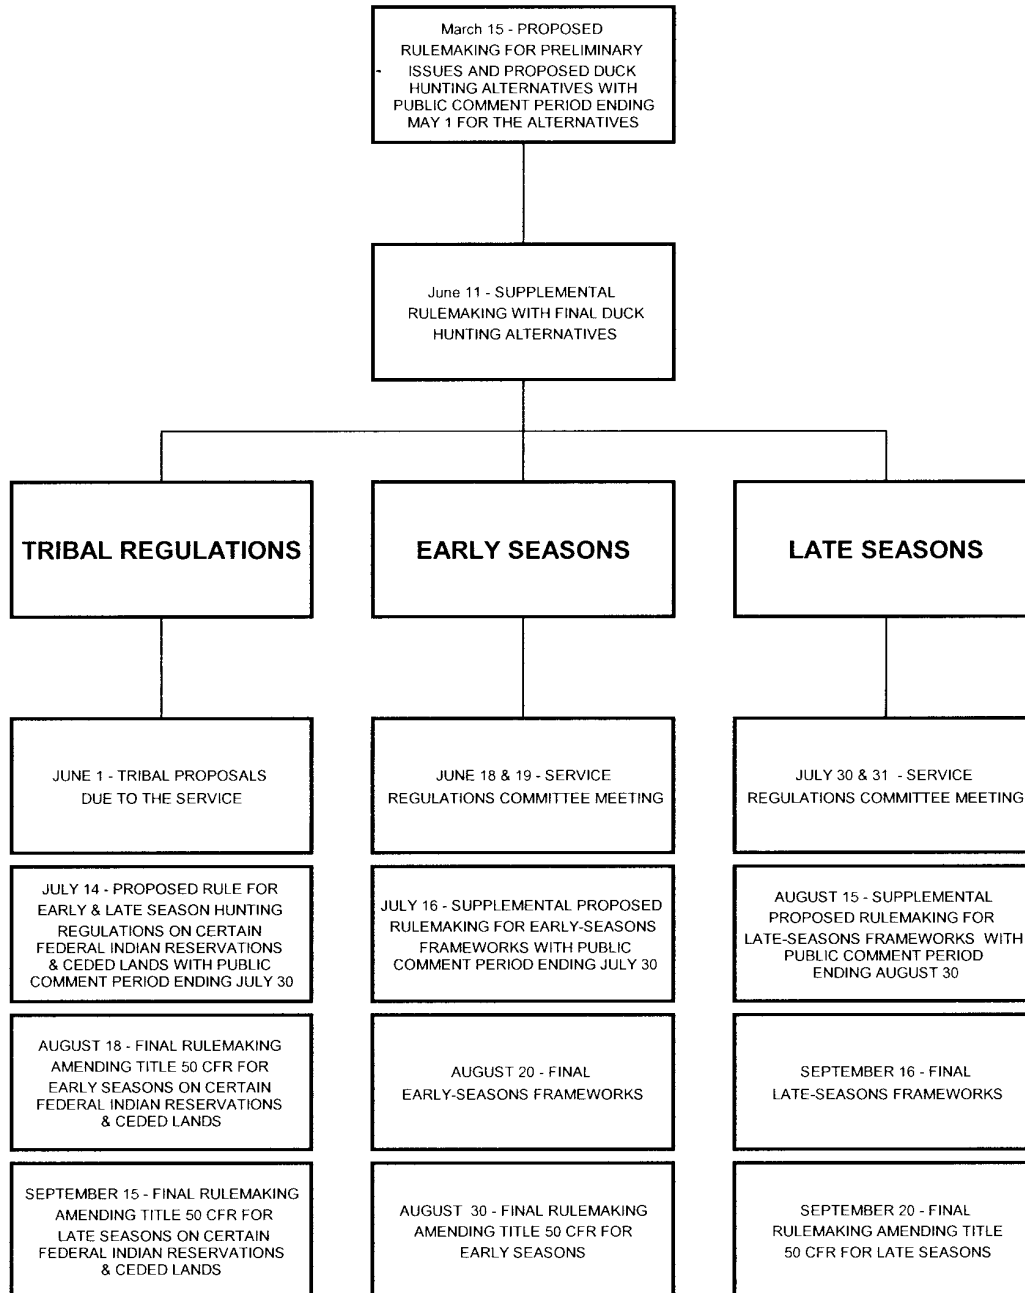 March 15 - PROPOSED
RULEMAKING FOR PRELIMINARY
ISSUES AND PROPOSED DUCK
HUNTING ALTERNATIVES WITH
PUBLIC COMMENT PERIOD ENDING
MAY 1 FOR THE ALTERNATIVES
June 11 - SUPPLEMENTAL
RULEMAKING WITH FINAL DUCK
HUNTING ALTERNATIVES
TRIBAL REGULATIONS
JUNE 1 - TRIBAL PROPOSALS
DUE TO THE SERVICE
JULY 14 - PROPOSED RULE FOR
EARLY & LATE SEASON HUNTING
REGULATIONS ON CERTAIN
FEDERAL INDIAN RESERVATIONS
& CEDED LANDS WITH PUBLIC
COMMENT PERIOD ENDING JULY 30
AUGUST 18 - FINAL RULEMAKING
AMENDING TITLE 50 CFR FOR
EARLY SEASONS ON CERTAIN
FEDERAL INDIAN RESERVATIONS
& CEDED LANDS
SEPTEMBER 15 - FINAL RULEMAKING
AMENDING TITLE 50 CFR FOR
LATE SEASONS ON CERTAIN
FEDERAL INDIAN RESERVATIONS
& CEDED LANDS
EARLY SEASONS
JUNE 18 & 19 - SERVICE
REGULATIONS COMMITTEE MEETING
JULY 16 - SUPPLEMENTAL PROPOSED
RULEMAKING FOR EARLY-SEASONS
FRAMEWORKS WITH PUBLIC
COMMENT PERIOD ENDING JULY 30
AUGUST 20 - FINAL
EARLY-SEASONS FRAMEWORKS
AUGUST 30 - FINAL RULEMAKING
AMENDING TITLE 50 CFR FOR
EARLY SEASONS
LATE SEASONS
JULY 30 & 31 - SERVICE
REGULATIONS COMMITTEE MEETING
AUGUST 15 - SUPPLEMENTAL
PROPOSED RULEMAKING FOR
LATE-SEASONS FRAMEWORKS WITH
PUBLIC COMMENT PERIOD
ENDING AUGUST 30
SEPTEMBER 16 - FINAL
LATE-SEASONS FRAMEWORKS
SEPTEMBER 20 - FINAL
RULEMAKING AMENDING TITLE
50 CFR FOR LATE SEASONS